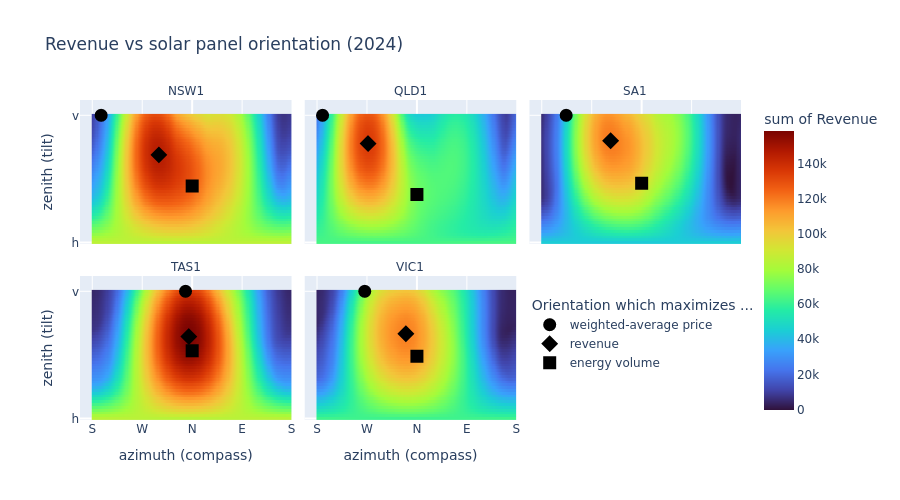 Revenue vs solar panel orientation (2024)
NSW1
QLD1
SA1
v
zenith (tilt)
h
sum of Revenue
140k
120k
100k
80k
60k
40k
20k
0
TAS1
VIC1
v
zenith (tilt)
h
Orientation which maximizes ...
weighted-average price
revenue
energy volume
S W N E S
S W N E S
azimuth (compass)
azimuth (compass)